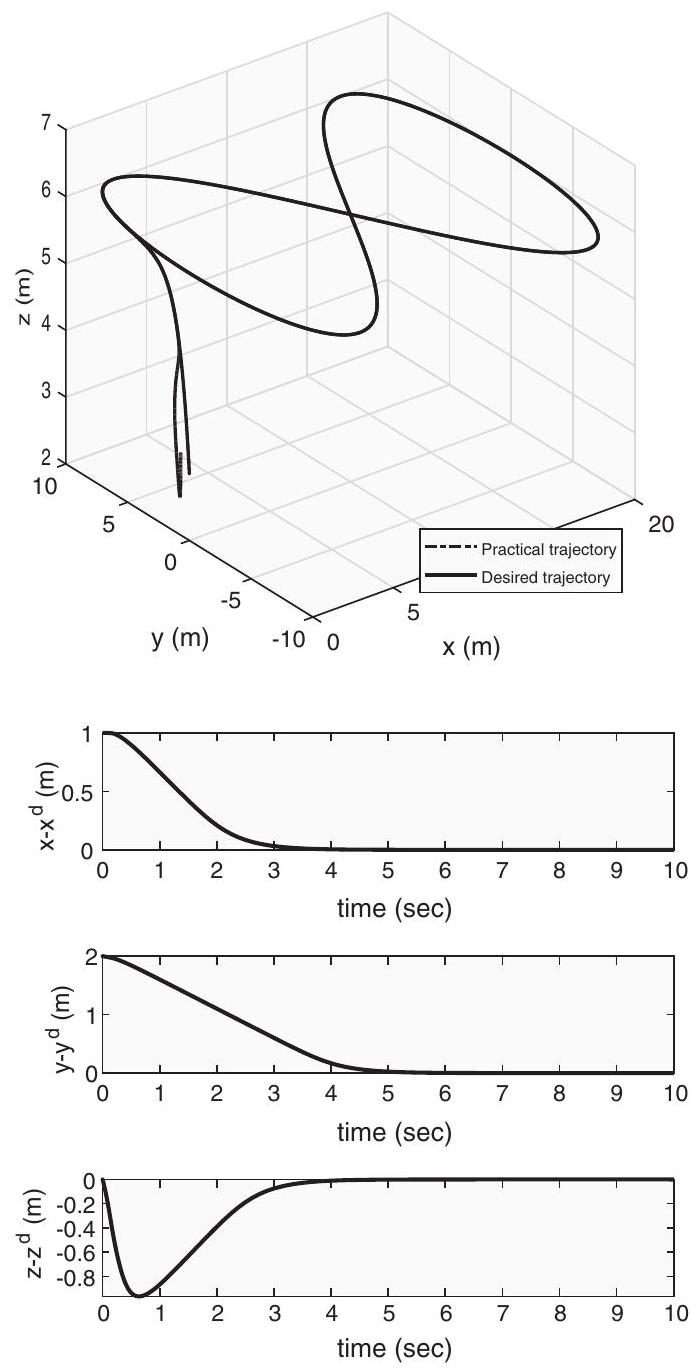 7
6
5
4
3
2
z (m)
10
5
0
-5
-10
y (m)
0
5
20
x (m)
Practical trajectory
Desired trajectory
1
0.5
0
x-x^d (m)
0 1 2 3 4 5 6 7 8 9 10
time (sec)
2
1
0
y-y^d (m)
0 1 2 3 4 5 6 7 8 9 10
time (sec)
0
-0.2
-0.4
-0.6
-0.8
z-z^d (m)
0 1 2 3 4 5 6 7 8 9 10
time (sec)